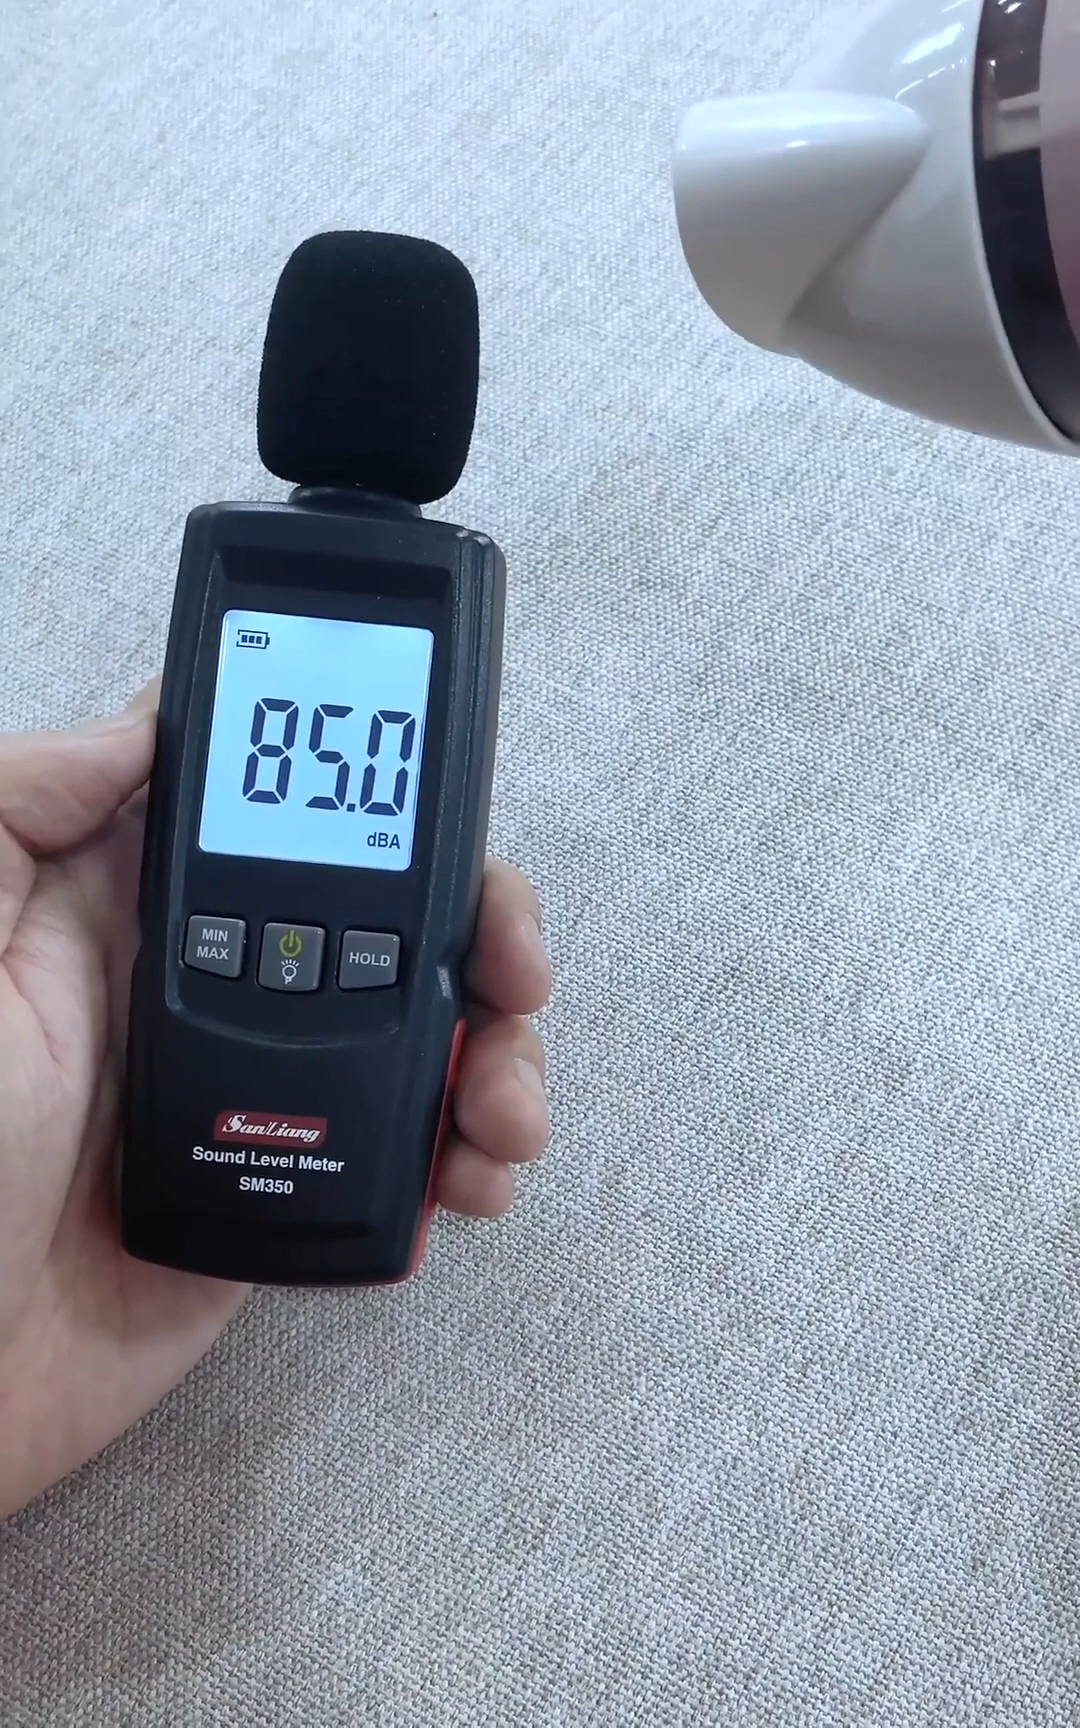 85.0
dBA
MIN
MAX
HOLD
SanLiang
Sound Level Meter
SM350